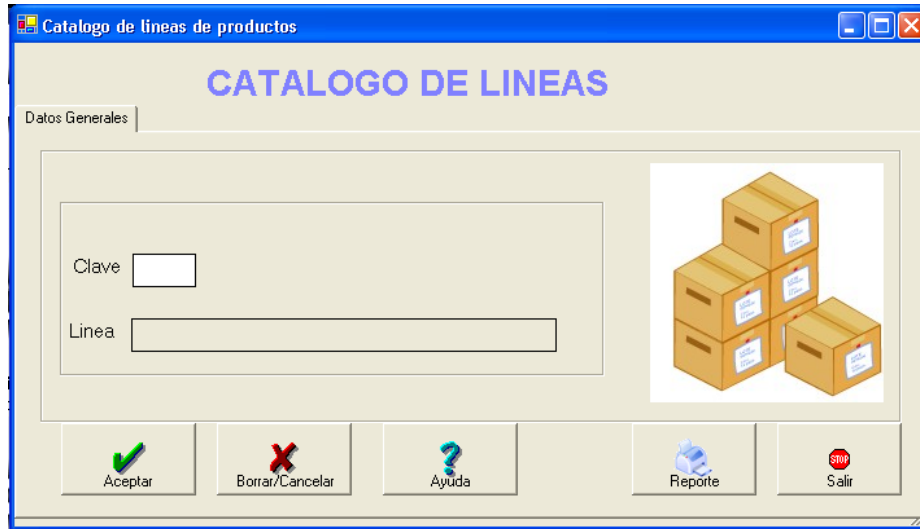 Catalogo de lineas de productos
CATALOGO DE LINEAS
Datos Generales
Clave
Linea
Aceptar
Borrar/Cancelar
Ayuda
Reporte
STOP
Salir